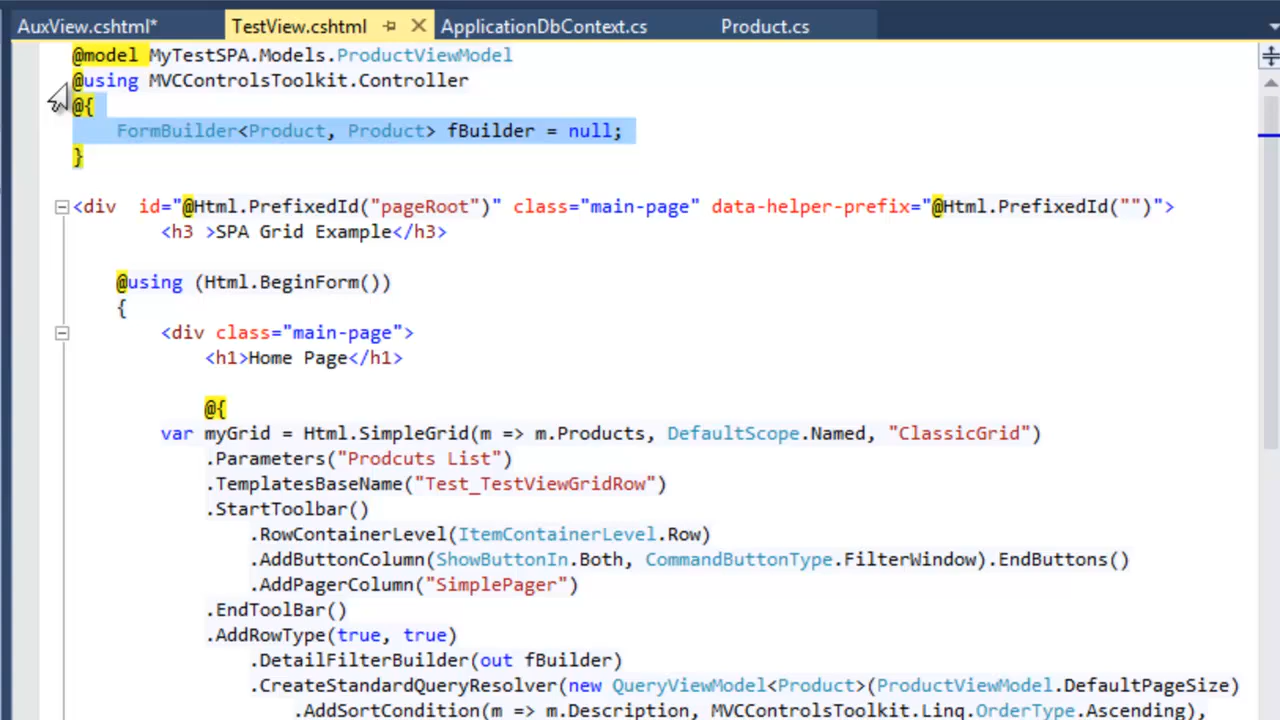 AuxView.cshtml* TestView.cshtml ApplicationDbContext.cs Product.cs
@model MyTestSPA.Models.ProductViewModel
@using MVCControlsToolkit.Controller
@{
FormBuilder<Product, Product> fBuilder = null;
}
<div id="@Html.PrefixedId("pageRoot")" class="main-page" data-helper-prefix="@Html.PrefixedId("")">
<h3 >SPA Grid Example</h3>
@using (Html.BeginForm())
{
<div class="main-page">
<h1>Home Page</h1>
@{
var myGrid = Html.SimpleGrid(m => m.Products, DefaultScope.Named, "ClassicGrid")
.Parameters("Prodcuts List")
.TemplatesBaseName("Test_TestViewGridRow")
.StartToolbar()
.RowContainerLevel(ItemContainerLevel.Row)
.AddButtonColumn(ShowButtonIn.Both, CommandButtonType.FilterWindow).EndButtons()
.AddPagerColumn("SimplePager")
.EndToolBar()
.AddRowType(true, true)
.DetailFilterBuilder(out fBuilder)
.CreateStandardQueryResolver(new QueryViewModel<Product>(ProductViewModel.DefaultPageSize)
.AddSortCondition(m => m.Description, MVCControlsToolkit.Linq.OrderType.Ascending),